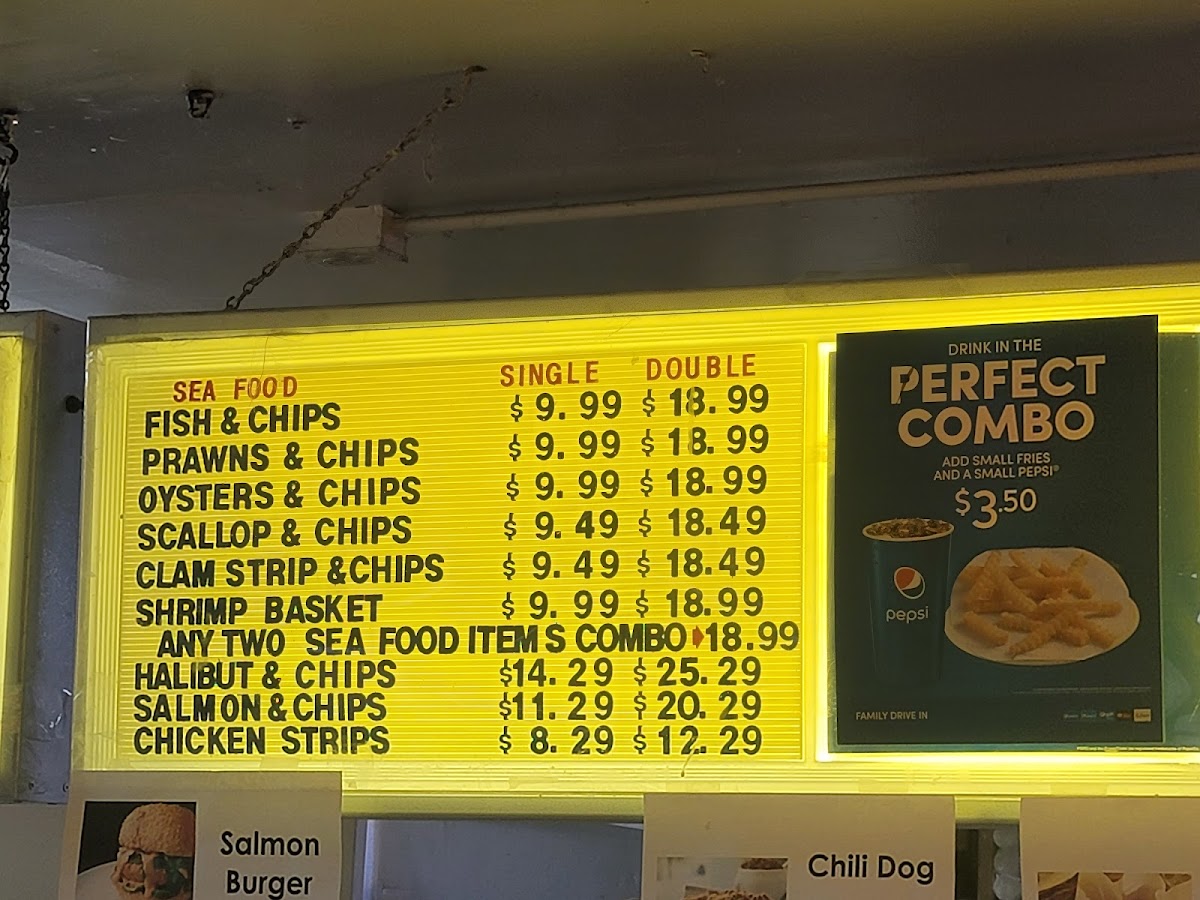 SEA FOOD SINGLE DOUBLE
FISH & CHIPS $ 9.99 $ 18.99
PRAWNS & CHIPS $ 9.99 $ 18.99
OYSTERS & CHIPS $ 9.99 $ 18.99
SCALLOP & CHIPS $ 9.49 $ 18.49
CLAM STRIP &CHIPS $ 9.49 $ 18.49
SHRIMP BASKET $ 9.99 $ 18.99
ANY TWO SEA FOOD ITEMS COMBO 18.99
HALIBUT & CHIPS $14.29 $ 25.29
SALMON & CHIPS $11.29 $ 20.29
CHICKEN STRIPS $ 8.29 $ 12.29
DRINK IN THE
PERFECT
COMBO
ADD SMALL FRIES
AND A SMALL PEPSI®
$3.50
pepsi
FAMILY DRIVE IN
Salmon
Burger
Chili Dog